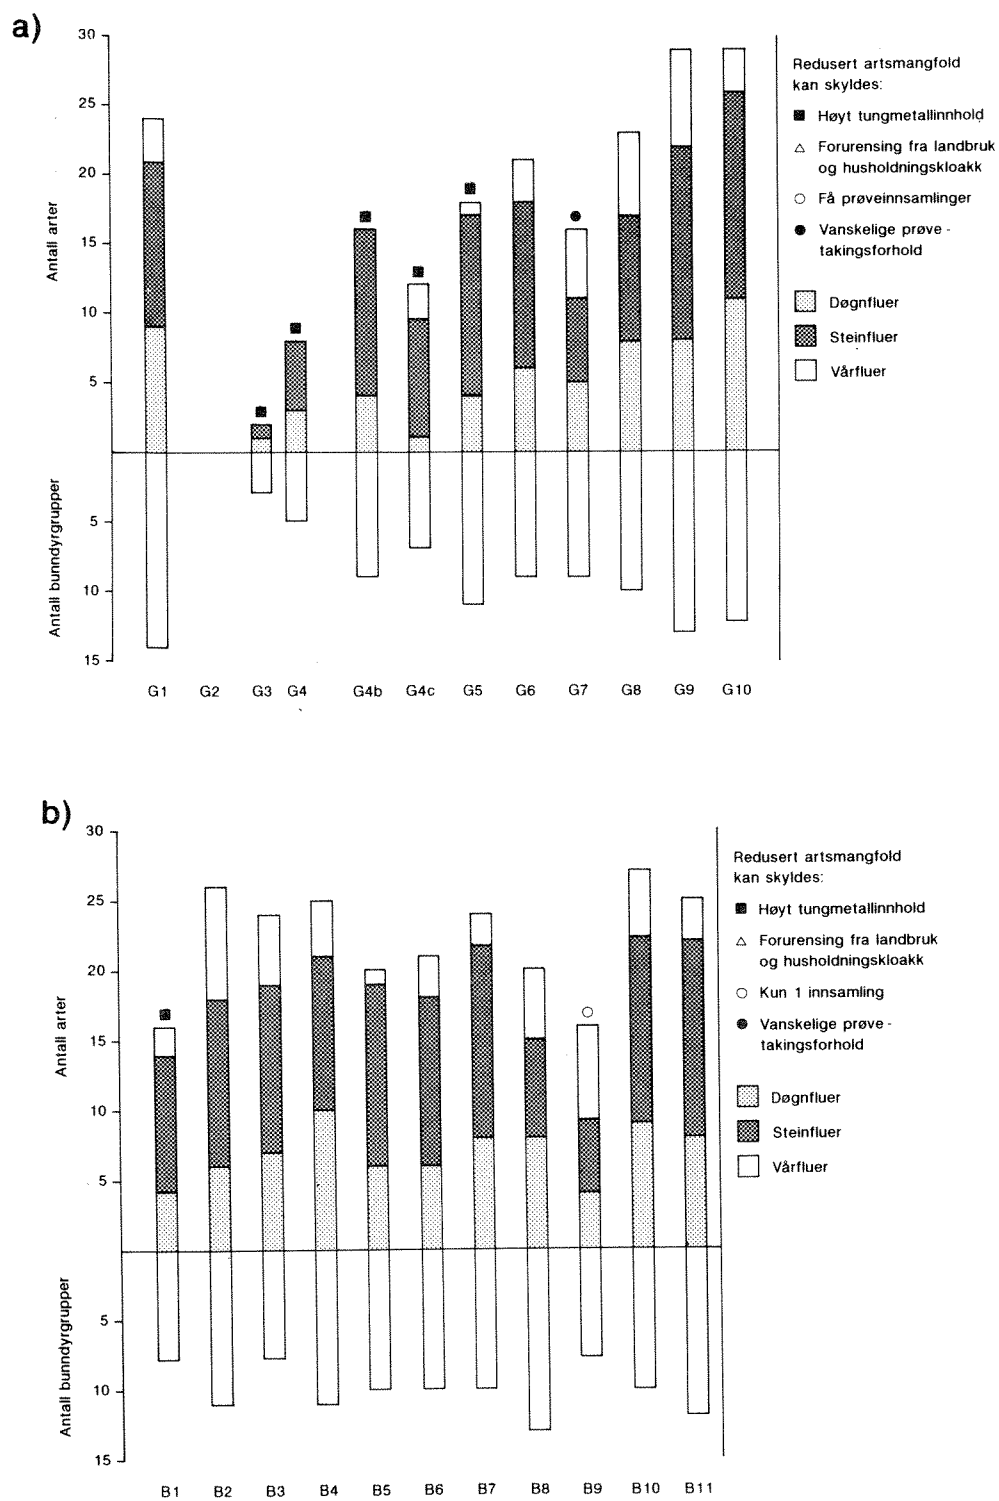 a)
30
25
20
15
10
5
5
10
15
Antall arter
Antall bunndyrgrupper
G1 G2 G3 G4 G4b G4c G5 G6 G7 G8 G9 G10
Redusert artsmangfold
kan skyldes:
Høyt tungmetallinnhold
Forurensing fra landbruk
og husholdningskloakk
Få prøveinnsamlinger
Vanskelige prøve-
takingsforhold
Døgnfluer
Steinfluer
Vårfluer
b)
30
25
20
15
10
5
5
10
15
Antall arter
Antall bunndyrgrupper
B1 B2 B3 B4 B5 B6 B7 B8 B9 B10 B11
Redusert artsmangfold
kan skyldes:
Høyt tungmetallinnhold
Forurensing fra landbruk
og husholdningskloakk
Kun 1 innsamling
Vanskelige prøve-
takingsforhold
Døgnfluer
Steinfluer
Vårfluer